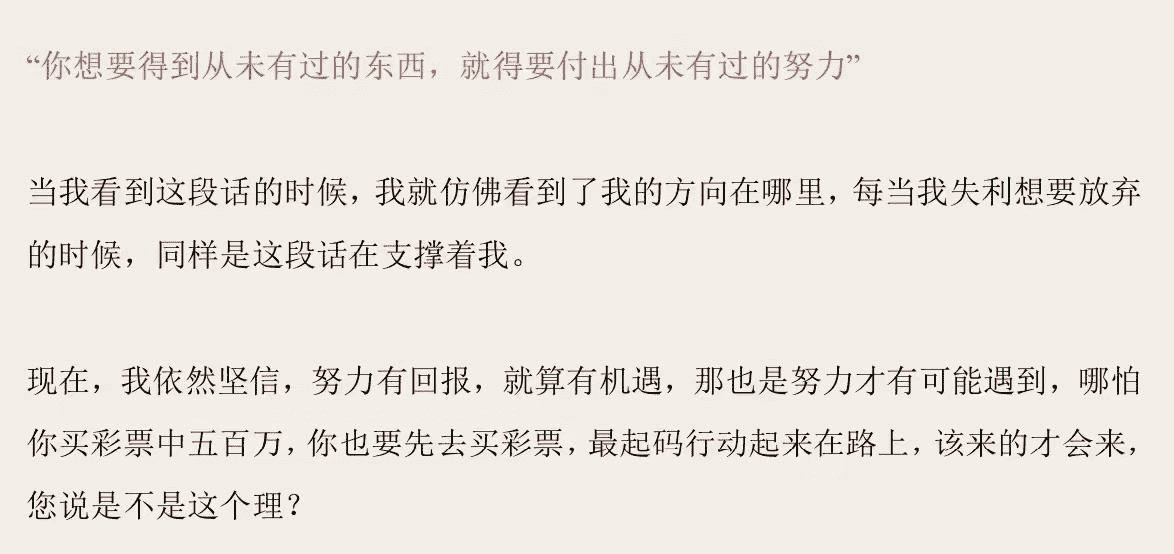 “你想要得到从未有过的东西，就得要付出从未有过的努力”
当我看到这段话的时候，我就仿佛看到了我的方向在哪里，每当我失利想要放弃
的时候，同样是这段话在支撑着我。
现在，我依然坚信，努力有回报，就算有机遇，那也是努力才有可能遇到，哪怕
你买彩票中五百万，你也要先去买彩票，最起码行动起来在路上，该来的才会来，
您说是不是这个理？